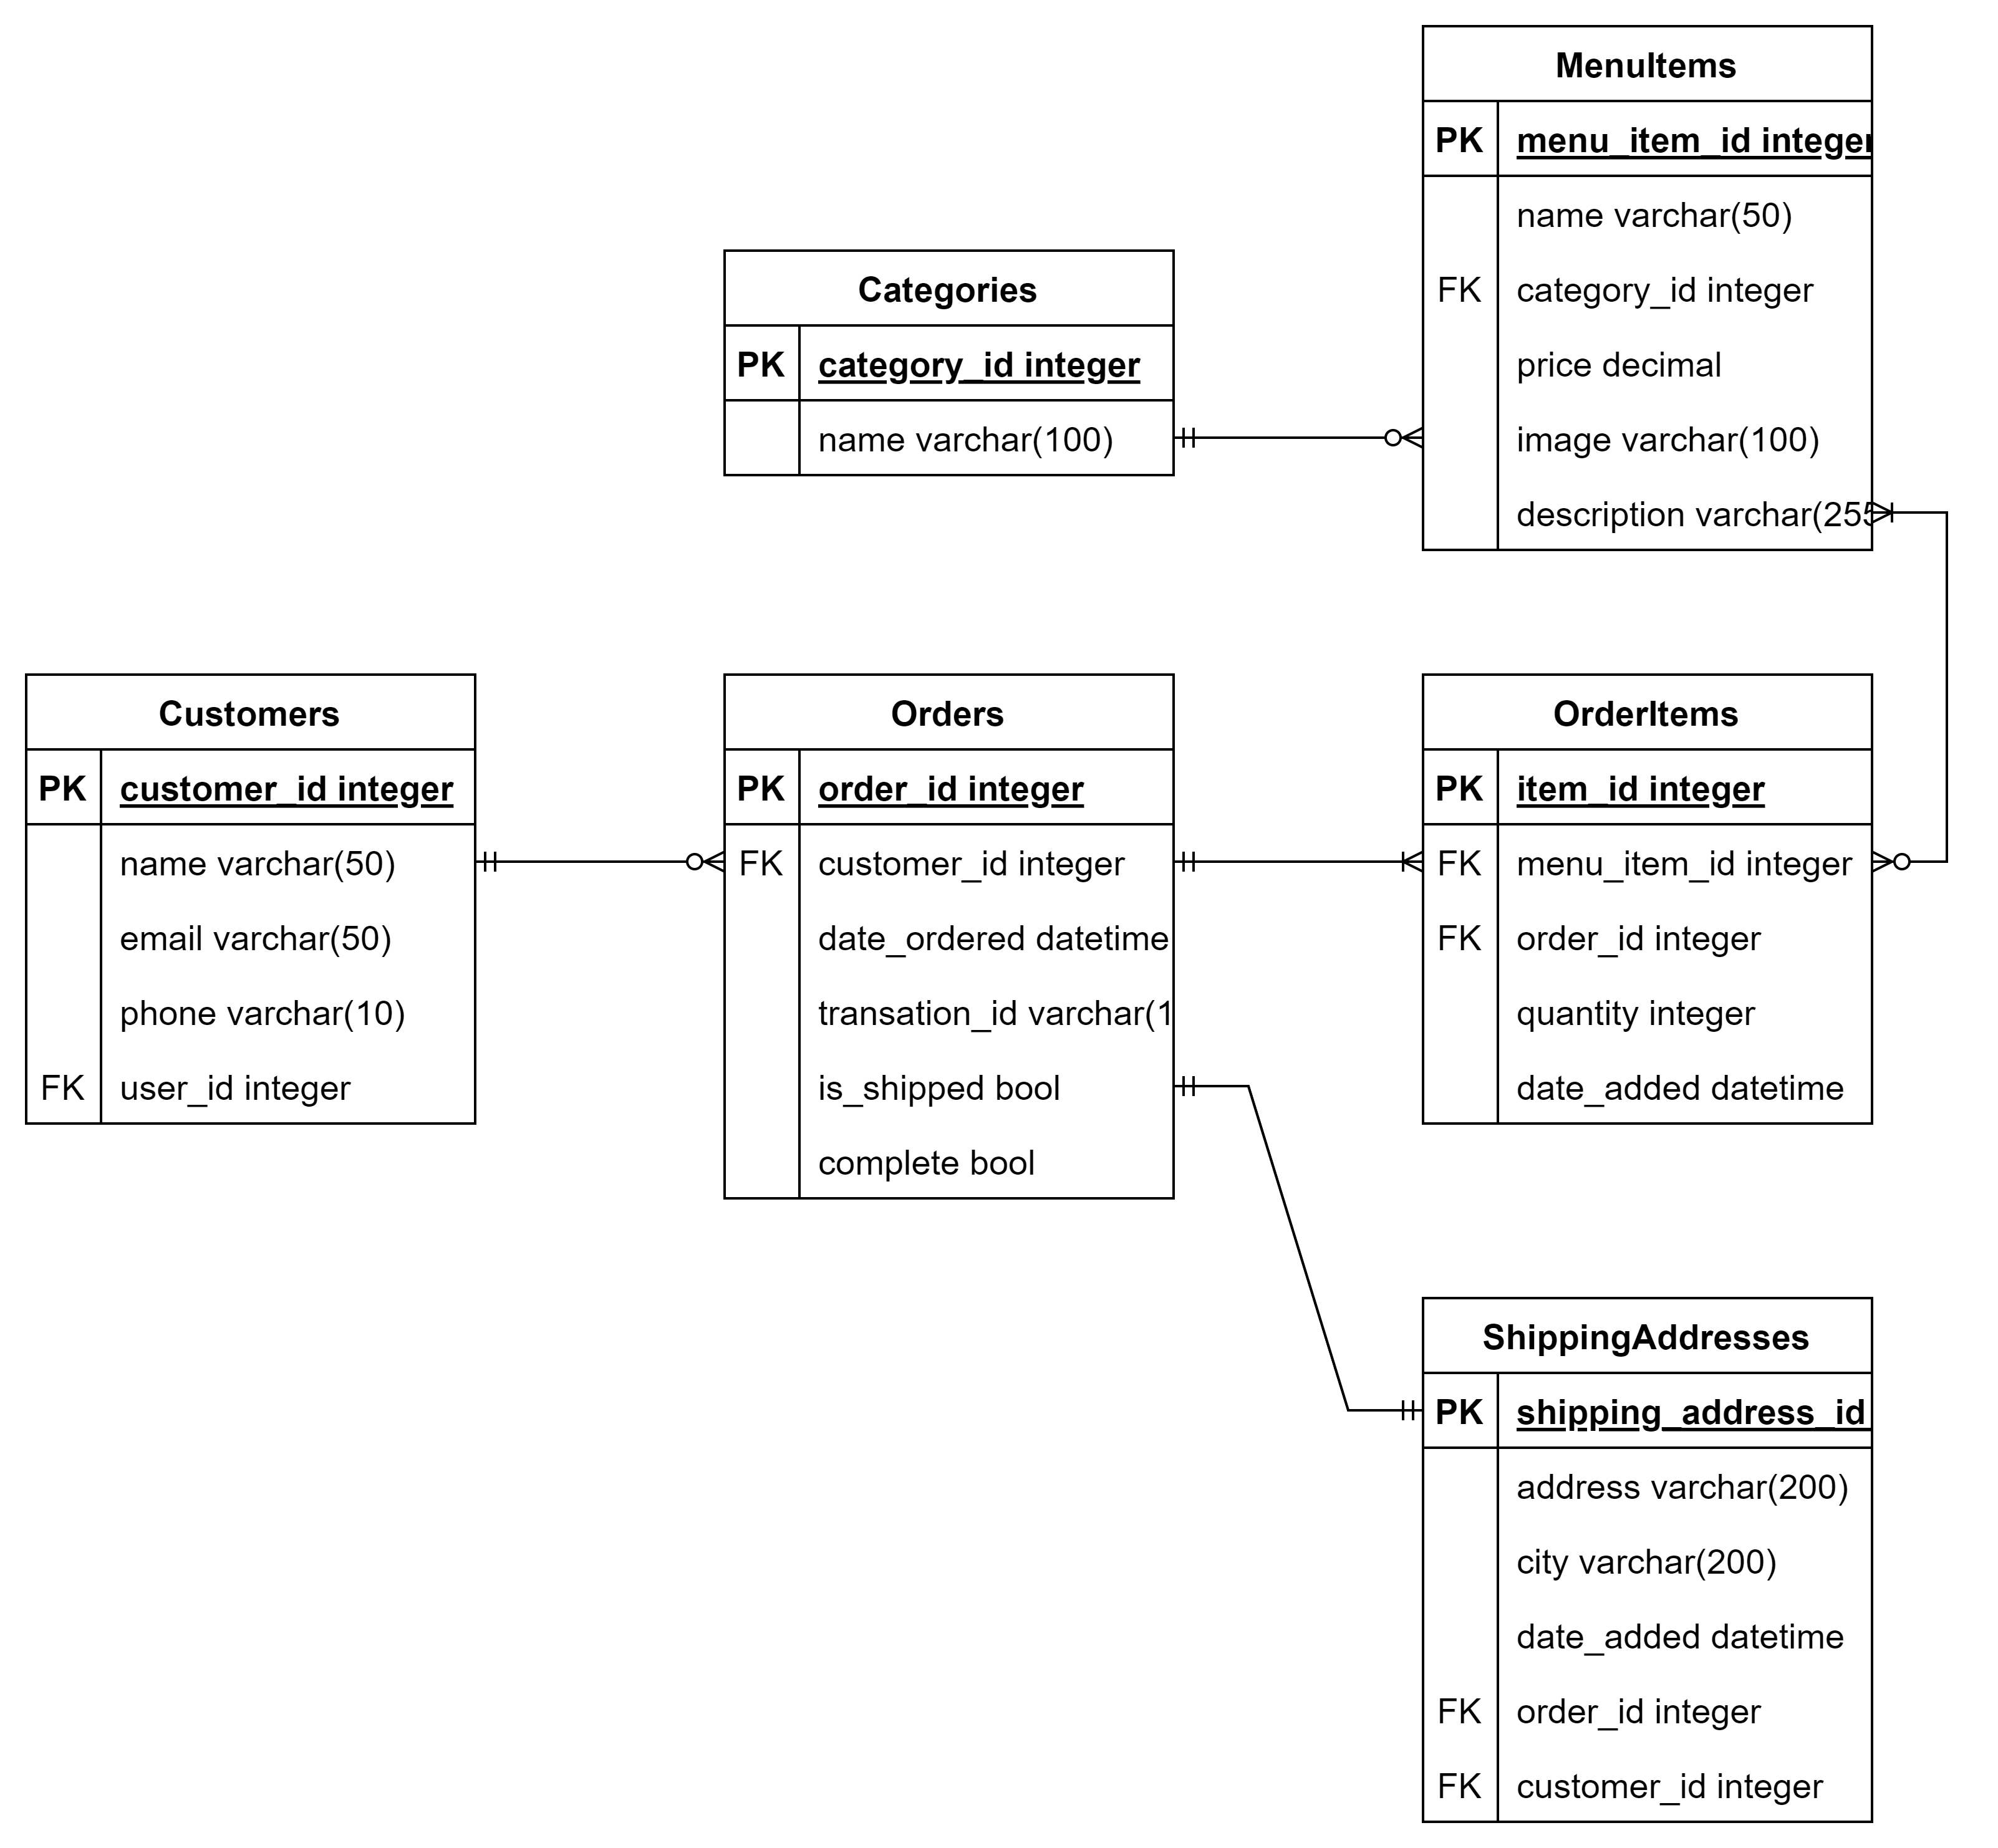 MenuItems
PK menu_item_id integer
name varchar(50)
FK category_id integer
price decimal
image varchar(100)
description varchar(255
Categories
PK category_id integer
name varchar(100)
Customers
PK customer_id integer
name varchar(50)
email varchar(50)
phone varchar(10)
FK user_id integer
Orders
PK order_id integer
FK customer_id integer
date_ordered datetime
transation_id varchar(1
is_shipped bool
complete bool
OrderItems
PK item_id integer
FK menu_item_id integer
FK order_id integer
quantity integer
date_added datetime
ShippingAddresses
PK shipping_address_id
address varchar(200)
city varchar(200)
date_added datetime
FK order_id integer
FK customer_id integer